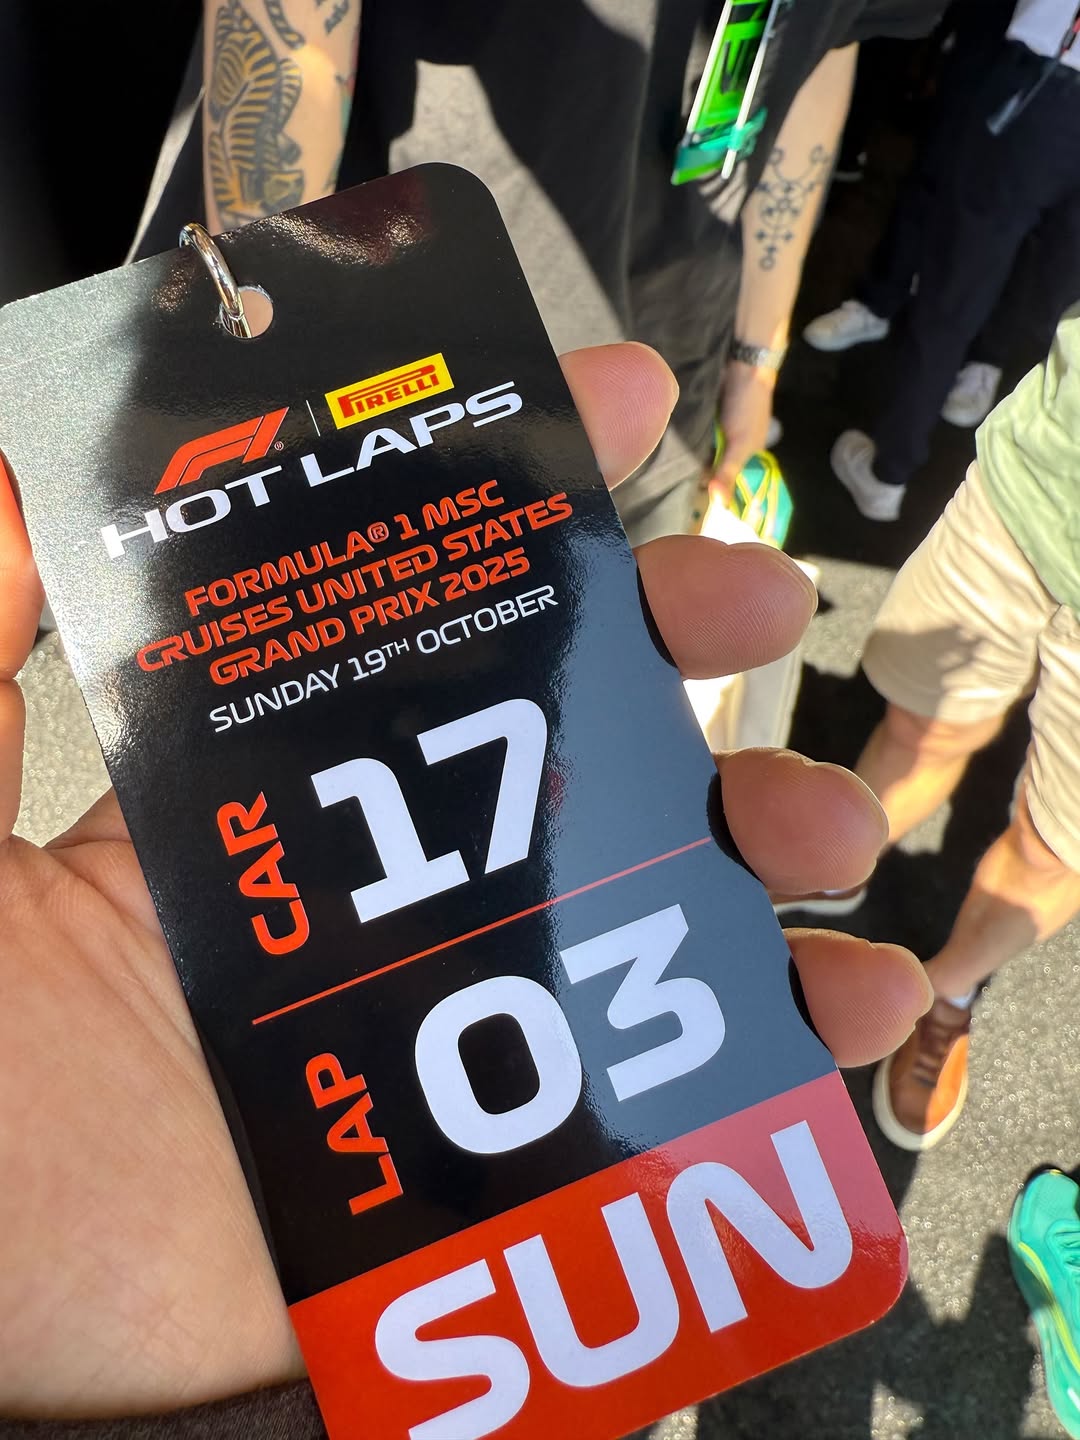 F1® | PIRELLI
HOT LAPS
FORMULA® 1 MSC
CRUISES UNITED STATES
GRAND PRIX 2025
SUNDAY 19TH OCTOBER
CAR 17
LAP 03
SUN